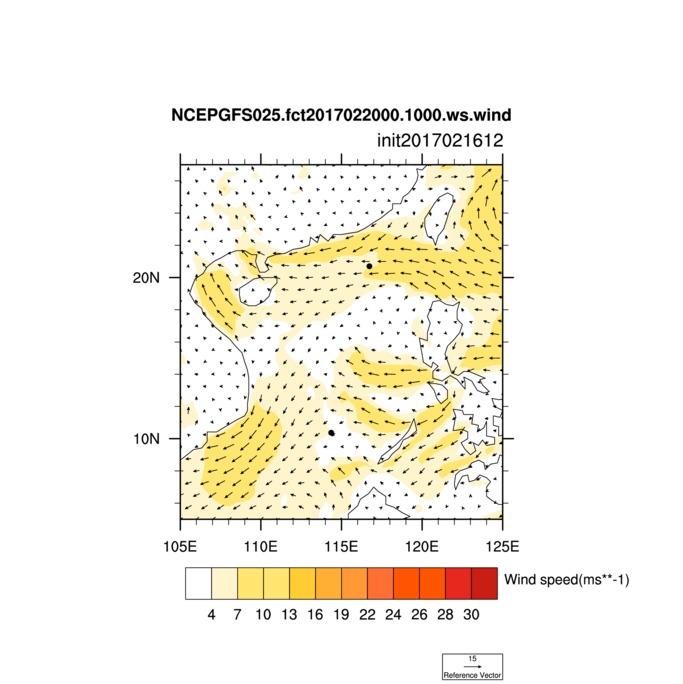 NCEPGFS025.fct2017022000.1000.ws.wind
init2017021612
20N
10N
105E 110E 115E 120E 125E
Wind speed(ms**-1)
4 7 10 13 16 19 22 24 26 28 30
15
Reference Vector